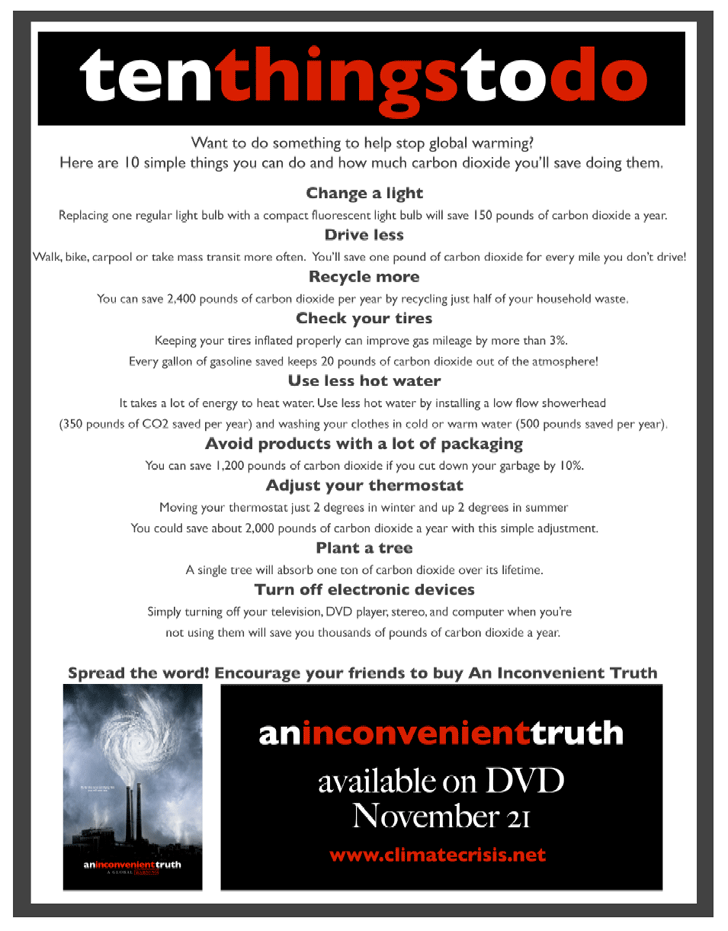 tenthingstodo
Want to do something to help stop global warming?
Here are 10 simple things you can do and how much carbon dioxide you'll save doing them.
Change a light
Replacing one regular light bulb with a compact fluorescent light bulb will save 150 pounds of carbon dioxide a year.
Drive less
Walk, bike, carpool or take mass transit more often.  You'll save one pound of carbon dioxide for every mile you don't drive!
Recycle more
You can save 2,400 pounds of carbon dioxide per year by recycling just half of your household waste.
Check your tires
Keeping your tires inflated properly can improve gas mileage by more than 3%.
Every gallon of gasoline saved keeps 20 pounds of carbon dioxide out of the atmosphere!
Use less hot water
It takes a lot of energy to heat water. Use less hot water by installing a low flow showerhead
(350 pounds of CO2 saved per year) and washing your clothes in cold or warm water (500 pounds saved per year).
Avoid products with a lot of packaging
You can save 1,200 pounds of carbon dioxide if you cut down your garbage by 10%.
Adjust your thermostat
Moving your thermostat just 2 degrees in winter and up 2 degrees in summer
You could save about 2,000 pounds of carbon dioxide a year with this simple adjustment.
Plant a tree
A single tree will absorb one ton of carbon dioxide over its lifetime.
Turn off electronic devices
Simply turning off your television, DVD player, stereo, and computer when you're
not using them will save you thousands of pounds of carbon dioxide a year.
Spread the word! Encourage your friends to buy An Inconvenient Truth
aninconvenienttruth
A GLOBAL
aninconvenienttruth
available on DVD
November 21
www.climatecrisis.net